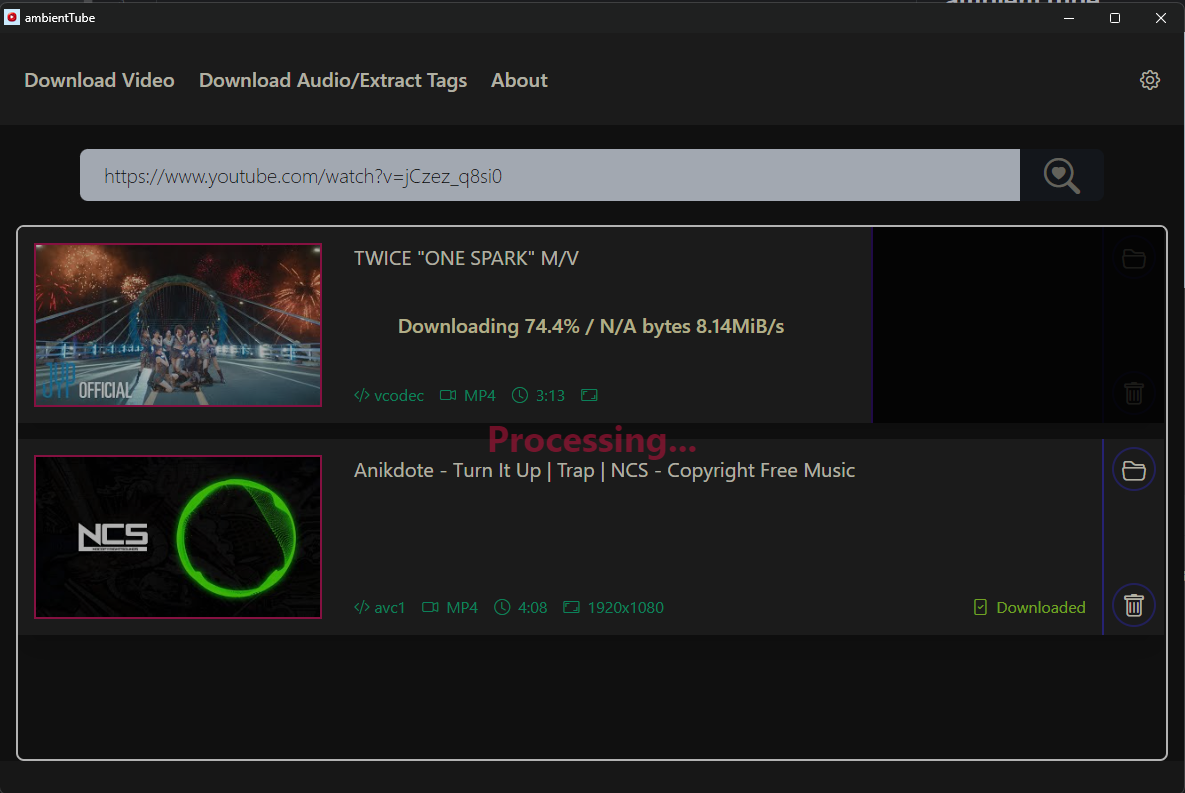 ambientTube
Download Video Download Audio/Extract Tags About
https://www.youtube.com/watch?v=jCzez_q8si0
TWICE "ONE SPARK" M/V
Downloading 74.4% / N/A bytes 8.14MiB/s
JYP OFFICIAL
vcodec MP4 3:13
Processing...
Anikdote - Turn It Up | Trap | NCS - Copyright Free Music
NCS
avc1 MP4 4:08 1920x1080 Downloaded